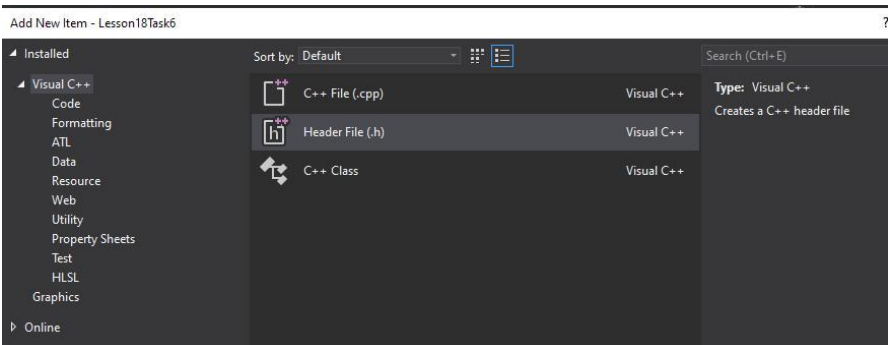 Add New Item - Lesson18Task6
?
Installed
Visual C++
Code
Formatting
ATL
Data
Resource
Web
Utility
Property Sheets
Test
HLSL
Graphics
Online
Sort by: Default
C++ File (.cpp) Visual C++
Header File (.h) Visual C++
C++ Class Visual C++
Search (Ctrl+E)
Type: Visual C++
Creates a C++ header file